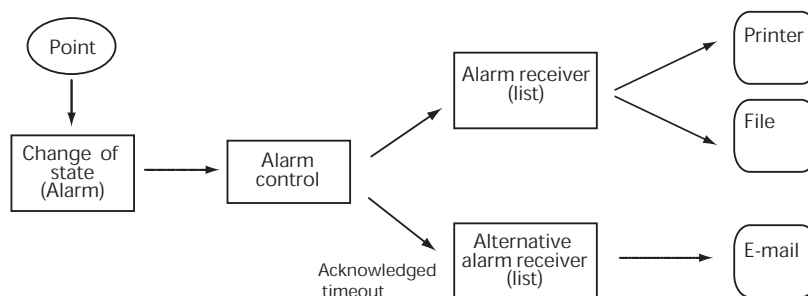 Point
Change of
state
(Alarm)
Alarm
control
Alarm receiver
(list)
Printer
File
Acknowledged
timeout
Alternative
alarm receiver
(list)
E-mail